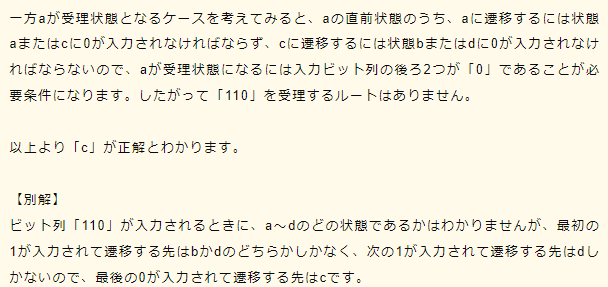 一方aが受理状態となるケースを考えてみると、aの直前状態のうち、aに遷移するには状態
aまたはcに0が入力されなければならず、cに遷移するには状態bまたはdに0が入力されなけ
ればならないので、aが受理状態になるには入力ビット列の後ろ2つが「0」であることが必
要条件になります。したがって「110」を受理するルートはありません。
以上より「c」が正解とわかります。
【別解】
ビット列「110」が入力されるときに、a～dのどの状態であるかはわかりませんが、最初の
1が入力されて遷移する先はbかdのどちらかしかなく、次の1が入力されて遷移する先はdし
かないので、最後の0が入力されて遷移する先はcです。